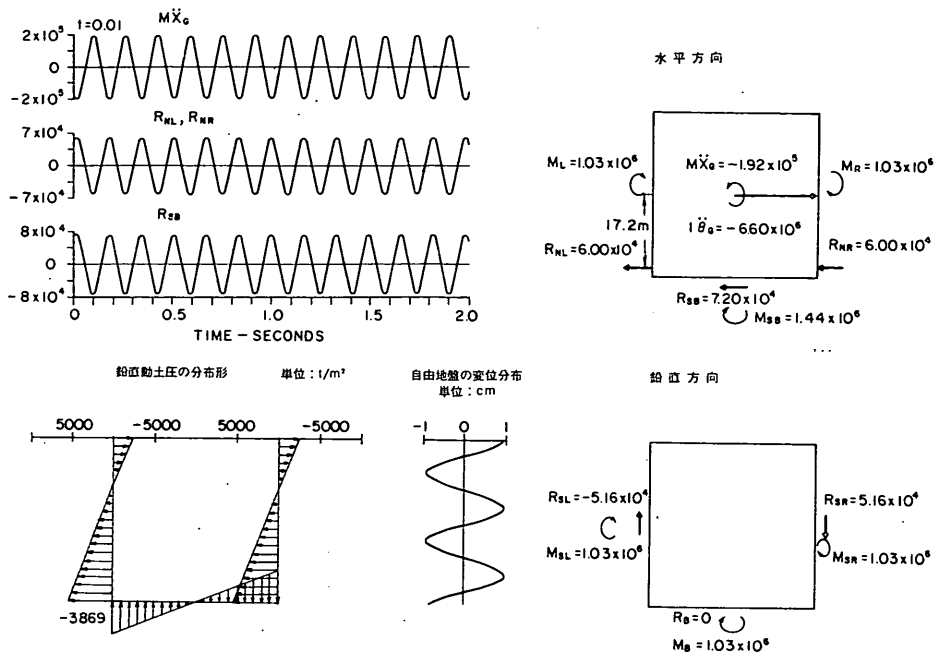 MẌG
t=0.01
2x10⁵
0
-2x10⁵
RNL, RNR
7x10⁴
0
-7x10⁴
RSB
8x10⁴
0
-8x10⁴
0 0.5 1.0 1.5 2.0
TIME – SECONDS
水平方向
ML=1.03x10⁶
MẌG=-1.92x10⁵
MR=1.03x10⁶
17.2m
Iθ̈G=-6.60x10⁶
RNL=6.00x10⁴
RNR=6.00x10⁴
RSB=7.20x10⁴
MSB=1.44x10⁶
鉛直動土圧の分布形 単位：t/m²
5000 -5000 5000 -5000
-3869
自由地盤の変位分布
単位：cm
-1 0 1
鉛直方向
RSL=-5.16x10⁴
RSR=5.16x10⁴
MSL=1.03x10⁶
MSR=1.03x10⁶
RB=0
MB=1.03x10⁶